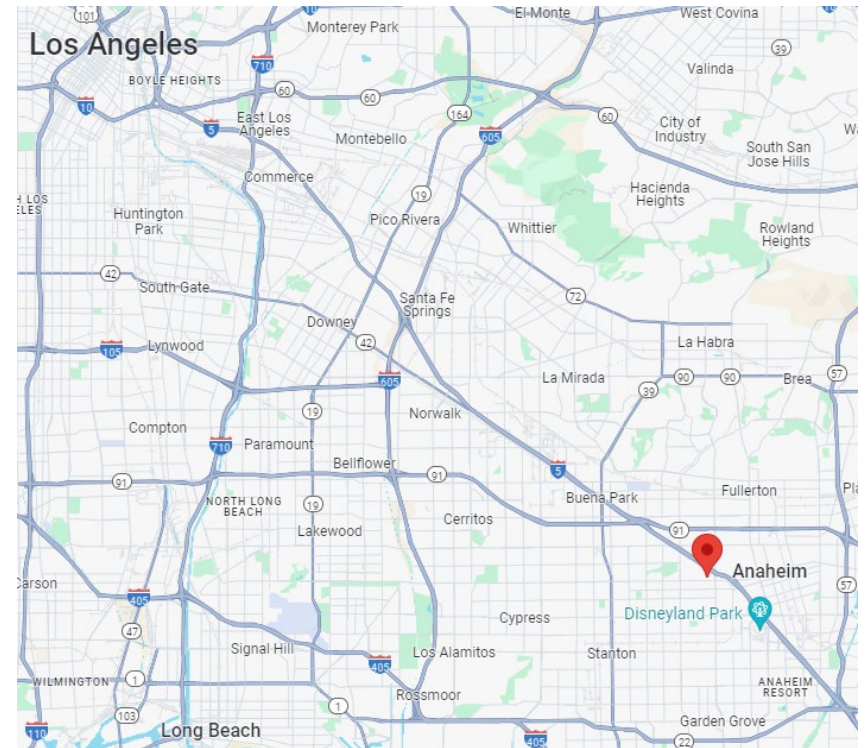 101
El Monte
10
West Covina
Los Angeles
Monterey Park
39
710
BOYLE HEIGHTS
Valinda
60
60
10
East Los
Angeles
164
5
60
City of
Industry
605
Montebello
South San
Jose Hills
Commerce
19
Hacienda
Heights
Huntington
Park
Pico Rivera
Whittier
Rowland
Heights
42
South Gate
72
Santa Fe
Springs
Downey
42
Lynwood
105
La Habra
605
La Mirada
90
90
Brea
57
39
19
Norwalk
Compton
710
Paramount
Bellflower
91
5
91
Buena Park
Fullerton
NORTH LONG
BEACH
19
Lakewood
Cerritos
91
Anaheim
Carson
405
57
Disneyland Park
47
Cypress
Signal Hill
405
Los Alamitos
Stanton
WILMINGTON
1
ANAHEIM
RESORT
Rossmoor
103
1
110
Long Beach
Garden Grove
405
22